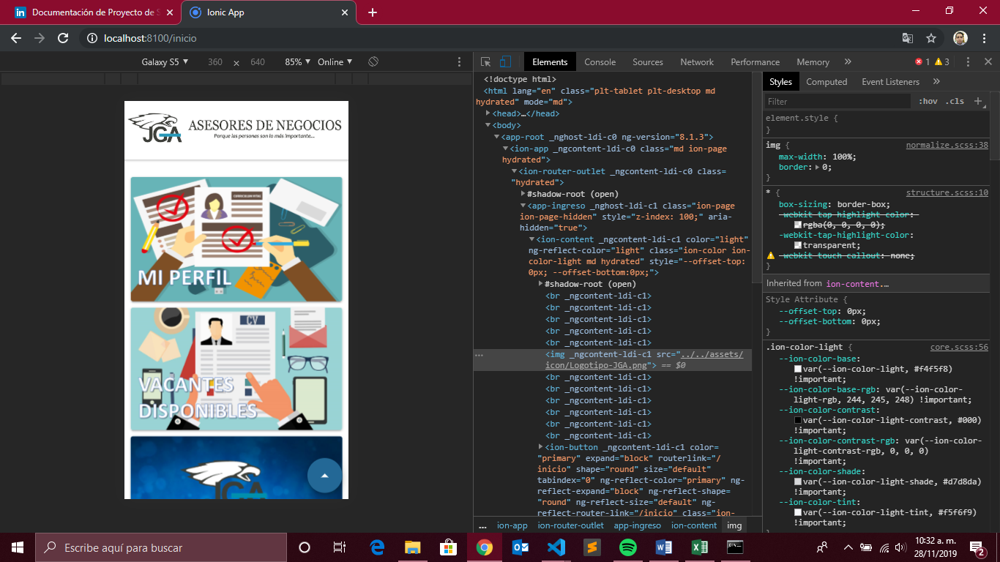 Documentación de Proyecto de S
Ionic App
localhost:8100/inicio
Galaxy S5
360 x 640
85%
Online
Elements
Console
Sources
Network
Performance
Memory
1
3
JGA
ASESORES DE NEGOCIOS
Porque las personas son lo más importante...
CURRICULUM VITAE
MI PERFIL
CV
VACANTES
DISPONIBLES
JGA
<!doctype html>
<html lang="en" class="plt-tablet plt-desktop md
hydrated" mode="md">
<head>…</head>
<body>
<app-root _nghost-ldi-c0 ng-version="8.1.3">
<ion-app _ngcontent-ldi-c0 class="md ion-page
hydrated">
<ion-router-outlet _ngcontent-ldi-c0 class=
"hydrated">
#shadow-root (open)
<app-ingreso _nghost-ldi-c1 class="ion-page
ion-page-hidden" style="z-index: 100;" aria-
hidden="true">
<ion-content _ngcontent-ldi-c1 color="light"
ng-reflect-color="light" class="ion-color ion-
color-light md hydrated" style="--offset-top:
0px; --offset-bottom:0px;">
#shadow-root (open)
<br _ngcontent-ldi-c1>
<br _ngcontent-ldi-c1>
<br _ngcontent-ldi-c1>
<br _ngcontent-ldi-c1>
<br _ngcontent-ldi-c1>
<img _ngcontent-ldi-c1 src="../../assets/
icon/Logotipo-JGA.png"> == $0
<br _ngcontent-ldi-c1>
<br _ngcontent-ldi-c1>
<br _ngcontent-ldi-c1>
<br _ngcontent-ldi-c1>
<br _ngcontent-ldi-c1>
<br _ngcontent-ldi-c1>
<ion-button _ngcontent-ldi-c1 color=
"primary" expand="block" routerlink="/
inicio" shape="round" size="default"
tabindex="0" ng-reflect-color="primary" ng-
reflect-expand="block" ng-reflect-shape=
"round" ng-reflect-size="default" ng-
reflect-router-link="/inicio" class="ion-
... ion-app ion-router-outlet app-ingreso ion-content img
Styles
Computed
Event Listeners
Filter
:hov .cls +
element.style {
}
img { normalize.scss:38
max-width: 100%;
border: 0;
}
* { structure.scss:10
box-sizing: border-box;
-webkit-tap-highlight-color:
rgba(0, 0, 0, 0);
-webkit-tap-highlight-color:
transparent;
-webkit-touch-callout: none;
}
Inherited from ion-content.…
Style Attribute {
--offset-top: 0px;
--offset-bottom: 0px;
}
.ion-color-light { core.scss:56
--ion-color-base:
var(--ion-color-light, #f4f5f8)
!important;
--ion-color-base-rgb: var(--ion-color-
light-rgb, 244, 245, 248) !important;
--ion-color-contrast:
var(--ion-color-light-contrast, #000)
!important;
--ion-color-contrast-rgb: var(--ion-color-
light-contrast-rgb, 0, 0, 0)
!important;
--ion-color-shade:
var(--ion-color-light-shade, #d7d8da)
!important;
--ion-color-tint:
var(--ion-color-light-tint, #f5f6f9)
!important;
Escribe aquí para buscar
10:32 a. m.
28/11/2019
2